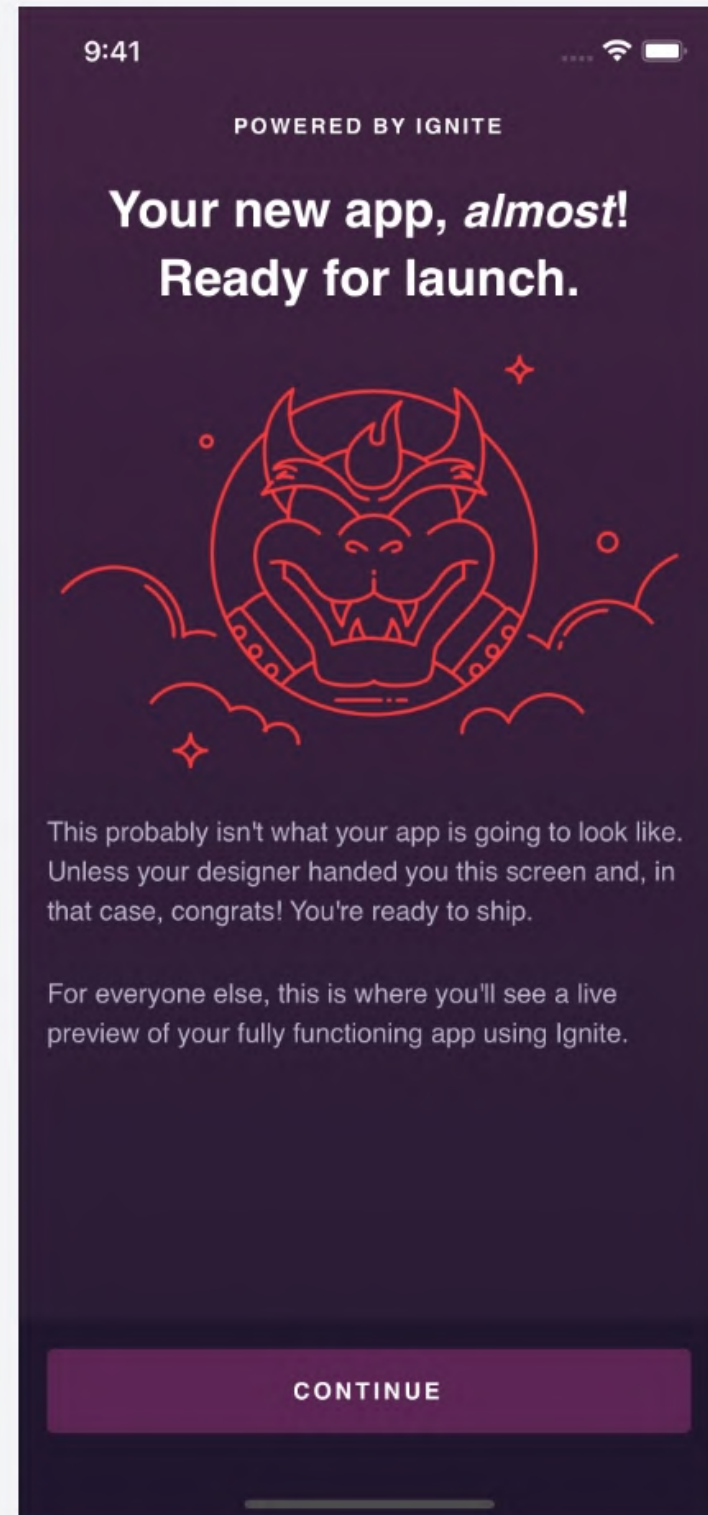 9:41
POWERED BY IGNITE
Your new app, almost!
Ready for launch.
This probably isn't what your app is going to look like.
Unless your designer handed you this screen and, in
that case, congrats! You're ready to ship.
For everyone else, this is where you'll see a live
preview of your fully functioning app using Ignite.
CONTINUE